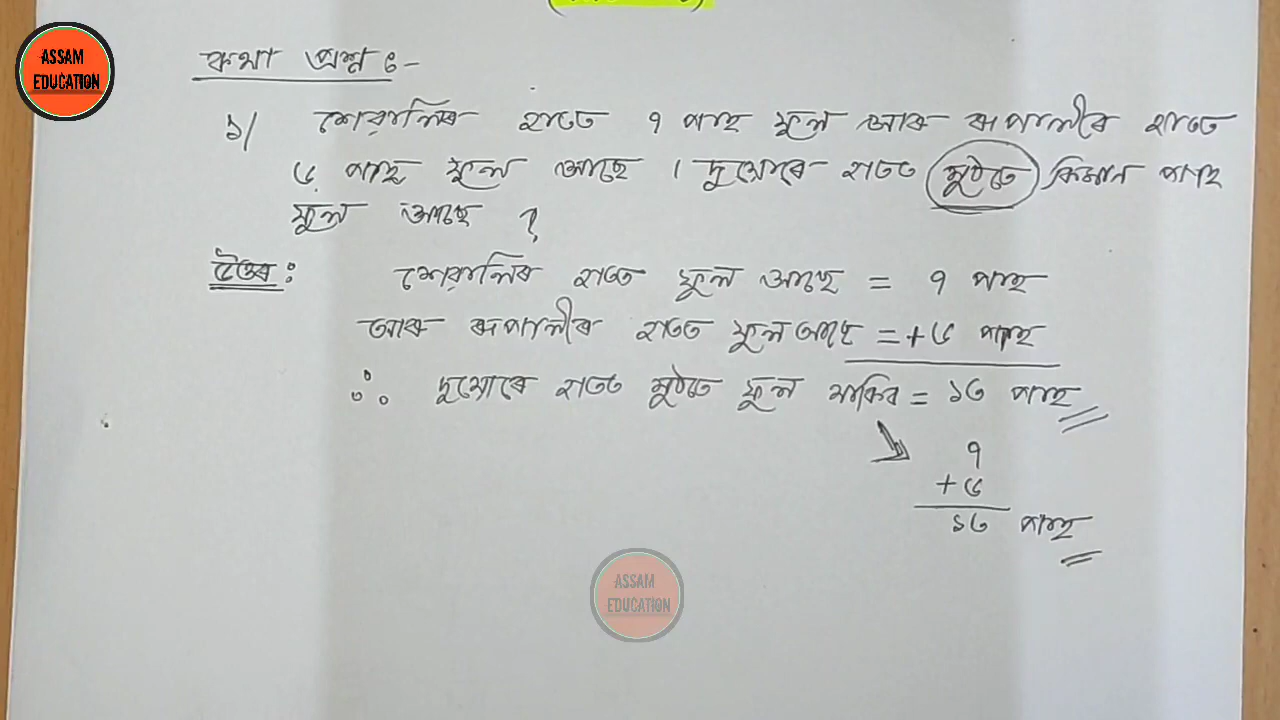 ASSAM
EDUCATION
কথা প্ৰশ্ন ঃ-
১/ শেৱালিৰ হাতত ৭ পাহ ফুল আৰু ৰূপালীৰ হাতত
৬ পাহ ফুল আছে । দুয়োৰে হাতত মুঠতে কিমান পাহ
ফুল আছে ?
উত্তৰ : শেৱালিৰ হাতত ফুল আছে = ৭ পাহ
আৰু ৰূপালীৰ হাতত ফুল আছে = +৬ পাহ
∴ দুয়োৰে হাতত মুঠতে ফুল থাকিব = ১৩ পাহ
৭
+৬
১৩ পাহ
ASSAM
EDUCATION